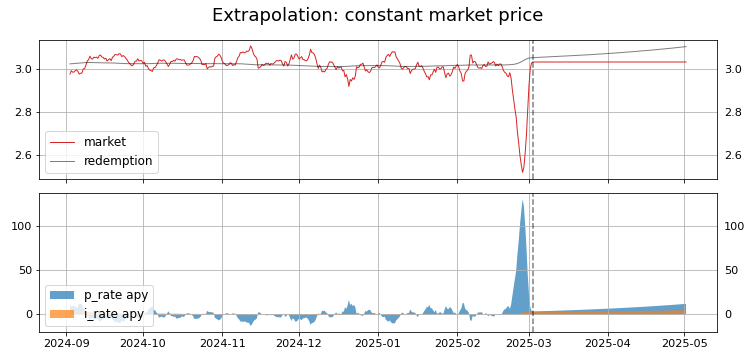 Extrapolation: constant market price
3.0
2.8
2.6
3.0
2.8
2.6
market
redemption
100
50
0
100
50
0
p_rate apy
i_rate apy
2024-09 2024-10 2024-11 2024-12 2025-01 2025-02 2025-03 2025-04 2025-05